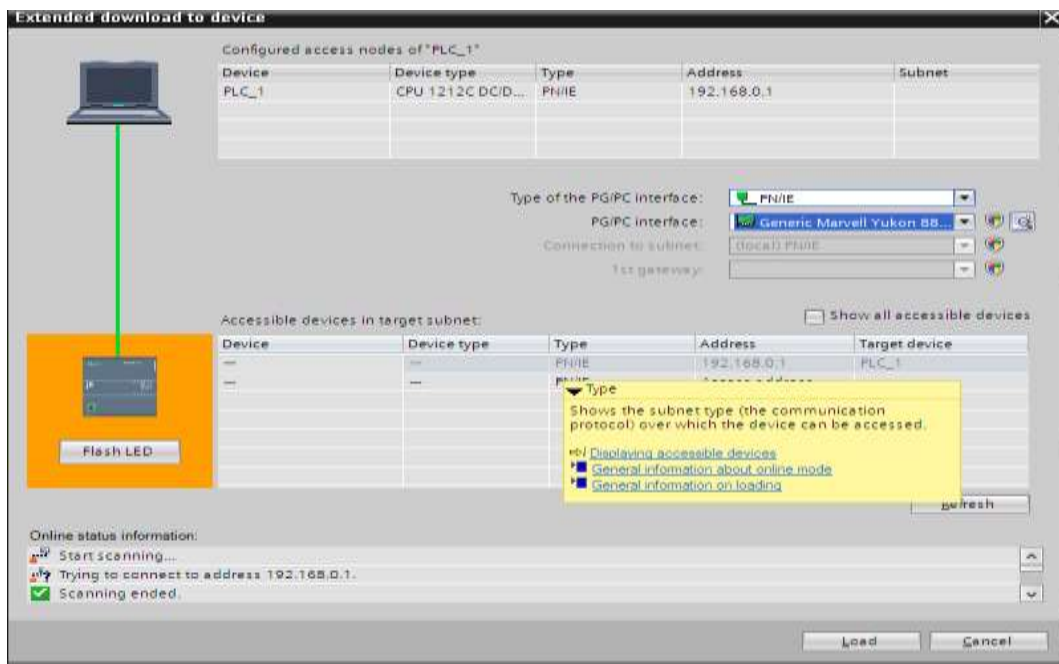 Extended download to device
Configured access nodes of "PLC_1"
Device Device type Type Address Subnet
PLC_1 CPU 1212C DC/D... PN/IE 192.168.0.1
Type of the PG/PC interface: PN/IE
PG/PC interface: Generic Marvell Yukon 88...
Connection to subnet: (local) PN/IE
1st gateway:
Accessible devices in target subnet: Show all accessible devices
Device Device type Type Address Target device
— — PN/IE 192.168.0.1 PLC_1
— — PN/IE Access address
Type
Shows the subnet type (the communication
protocol) over which the device can be accessed.
Displaying accessible devices
General information about online mode
General information on loading
Flash LED
Refresh
Online status information:
Start scanning...
Trying to connect to address 192.168.0.1.
Scanning ended.
Load Cancel